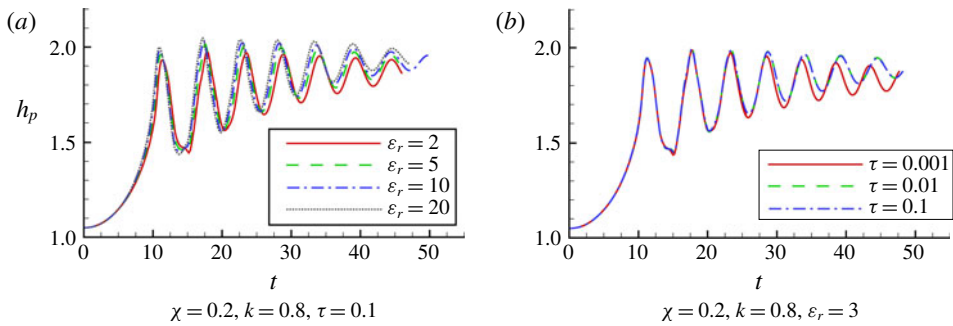 (a)
2.0
h_p
1.5
1.0
0 10 20 30 40 50
t
ε_r = 2
ε_r = 5
ε_r = 10
ε_r = 20
χ = 0.2, k = 0.8, τ = 0.1
(b)
2.0
1.5
1.0
0 10 20 30 40 50
t
τ = 0.001
τ = 0.01
τ = 0.1
χ = 0.2, k = 0.8, ε_r = 3